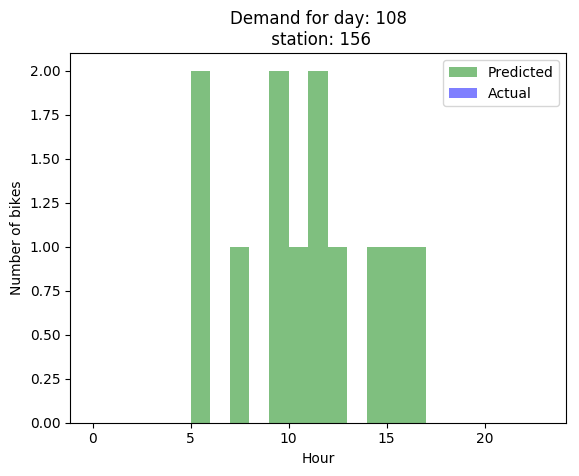 Demand for day: 108
station: 156
Predicted
Actual
2.00
1.75
1.50
1.25
1.00
0.75
0.50
0.25
0.00
Number of bikes
0 5 10 15 20
Hour